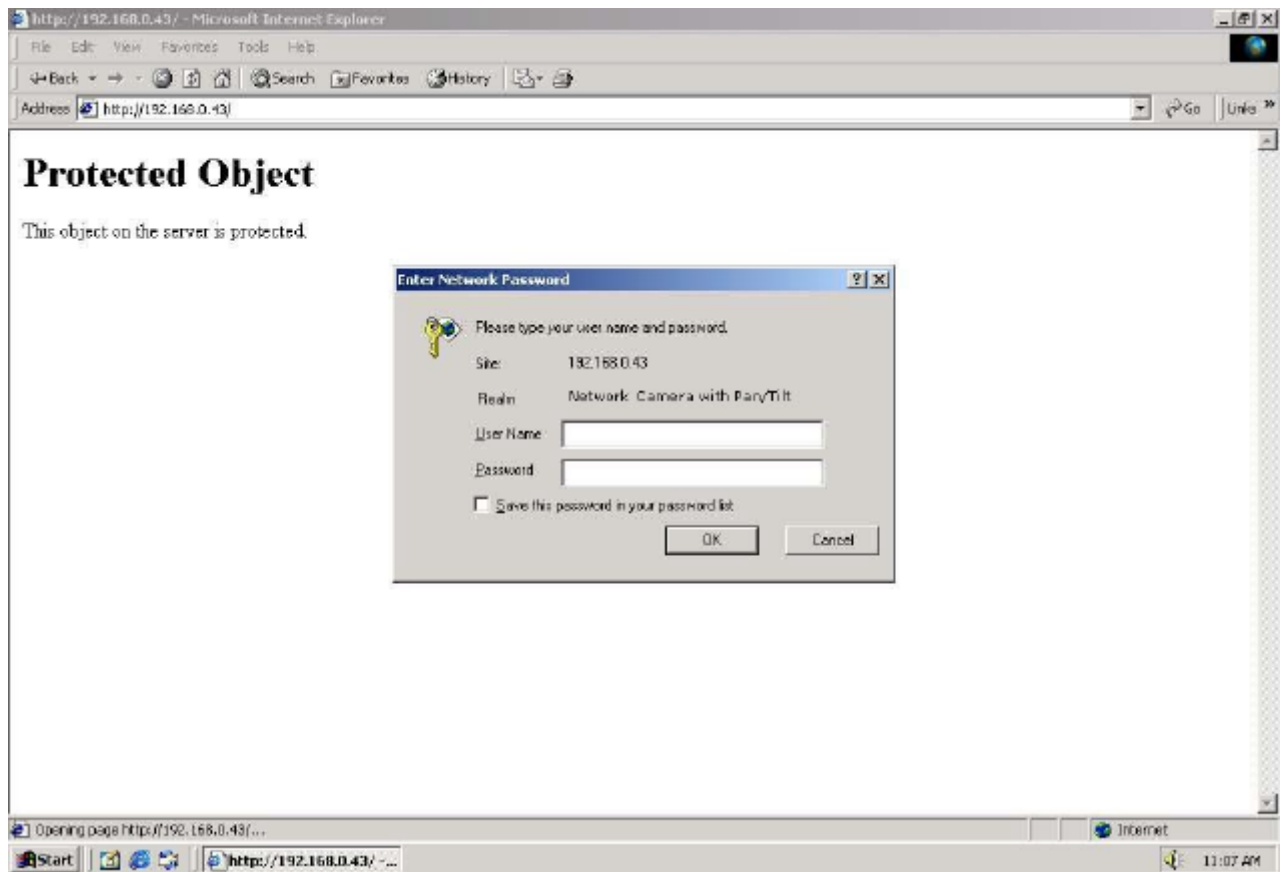 http://192.168.0.43/ - Microsoft Internet Explorer
File Edit View Favorites Tools Help
Back Search Favorites History
Address http://192.168.0.43/ Go Links »
Protected Object
This object on the server is protected.
Enter Network Password
Please type your user name and password.
Site: 192.168.0.43
Realm Network Camera with Pan/Tilt
User Name
Password
Save this password in your password list
OK Cancel
Opening page http://192.168.0.43/... Internet
Start http://192.168.0.43/ -... 11:07 AM